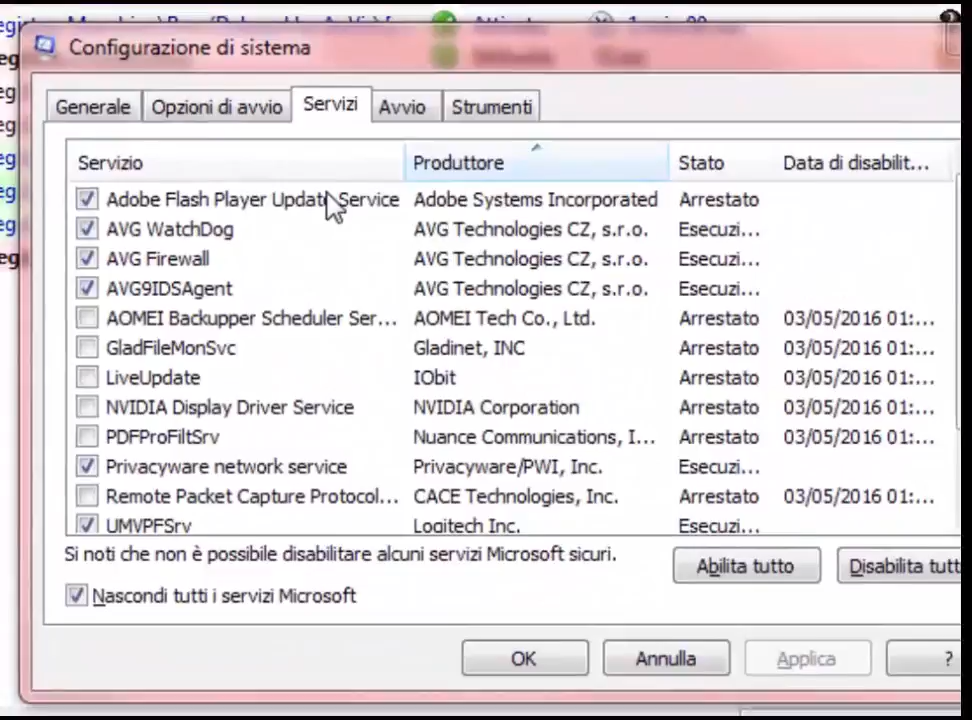 Configurazione di sistema
Generale Opzioni di avvio Servizi Avvio Strumenti
Servizio Produttore Stato Data di disabilit...
Adobe Flash Player Update Service Adobe Systems Incorporated Arrestato
AVG WatchDog AVG Technologies CZ, s.r.o. Esecuzi...
AVG Firewall AVG Technologies CZ, s.r.o. Esecuzi...
AVG9IDSAgent AVG Technologies CZ, s.r.o. Esecuzi...
AOMEI Backupper Scheduler Ser... AOMEI Tech Co., Ltd. Arrestato 03/05/2016 01:...
GladFileMonSvc Gladinet, INC Arrestato 03/05/2016 01:...
LiveUpdate IObit Arrestato 03/05/2016 01:...
NVIDIA Display Driver Service NVIDIA Corporation Arrestato 03/05/2016 01:...
PDFProFiltSrv Nuance Communications, I... Arrestato 03/05/2016 01:...
Privacyware network service Privacyware/PWI, Inc. Esecuzi...
Remote Packet Capture Protocol... CACE Technologies, Inc. Arrestato 03/05/2016 01:...
UMVPFSrv Logitech Inc. Esecuzi...
Si noti che non è possibile disabilitare alcuni servizi Microsoft sicuri.
Abilita tutto Disabilita tutt
Nascondi tutti i servizi Microsoft
OK Annulla Applica ?